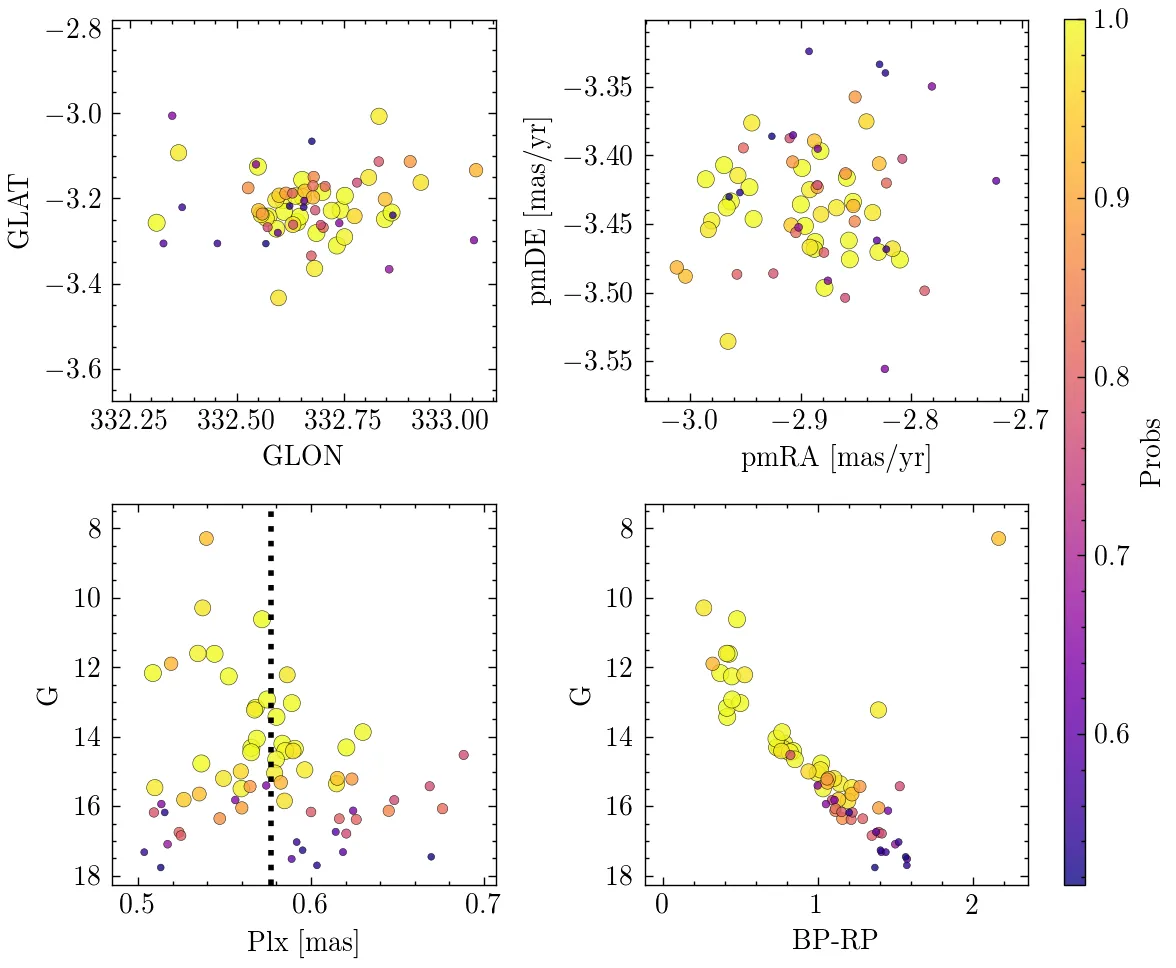 −2.8
−3.0
−3.2
−3.4
−3.6
GLAT
332.25 332.50 332.75 333.00
GLON
−3.35
−3.40
−3.45
−3.50
−3.55
pmDE [mas/yr]
−3.0 −2.9 −2.8 −2.7
pmRA [mas/yr]
8
10
12
14
16
18
G
0.5 0.6 0.7
Plx [mas]
8
10
12
14
16
18
G
0 1 2
BP-RP
1.0
0.9
0.8
0.7
0.6
Probs